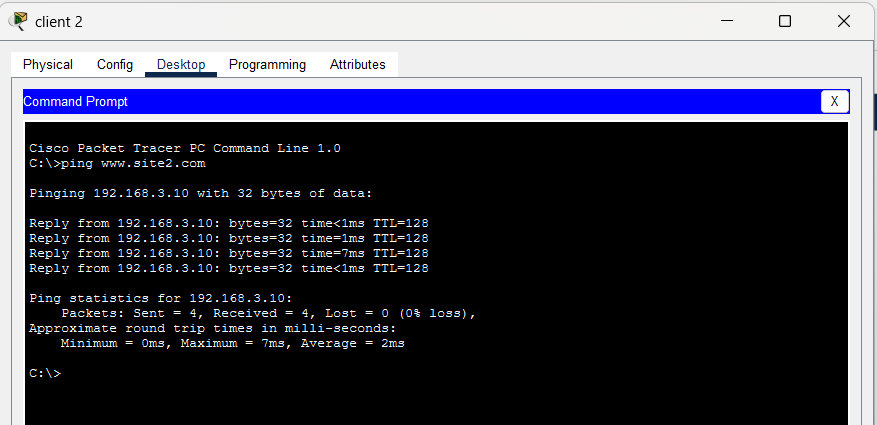 client 2
Physical Config Desktop Programming Attributes
Command Prompt X
Cisco Packet Tracer PC Command Line 1.0
C:\>ping www.site2.com
Pinging 192.168.3.10 with 32 bytes of data:
Reply from 192.168.3.10: bytes=32 time<1ms TTL=128
Reply from 192.168.3.10: bytes=32 time=1ms TTL=128
Reply from 192.168.3.10: bytes=32 time=7ms TTL=128
Reply from 192.168.3.10: bytes=32 time<1ms TTL=128
Ping statistics for 192.168.3.10:
    Packets: Sent = 4, Received = 4, Lost = 0 (0% loss),
Approximate round trip times in milli-seconds:
    Minimum = 0ms, Maximum = 7ms, Average = 2ms
C:\>